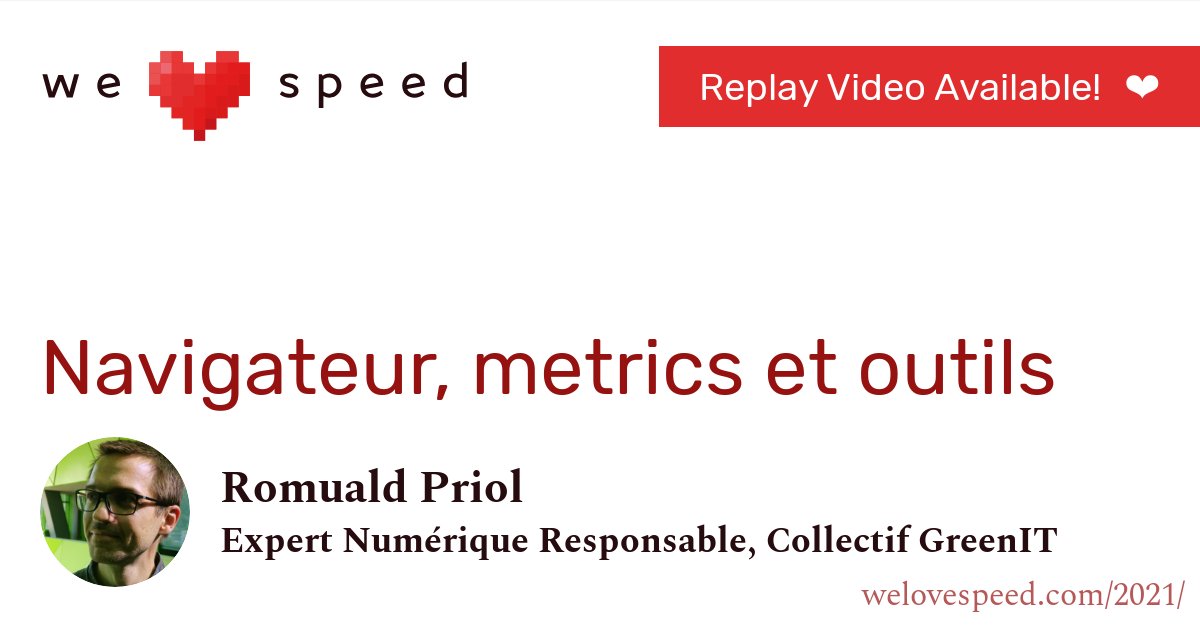 we speed
Replay Video Available! ❤
Navigateur, metrics et outils
Romuald Priol
Expert Numérique Responsable, Collectif GreenIT
welovespeed.com/2021/